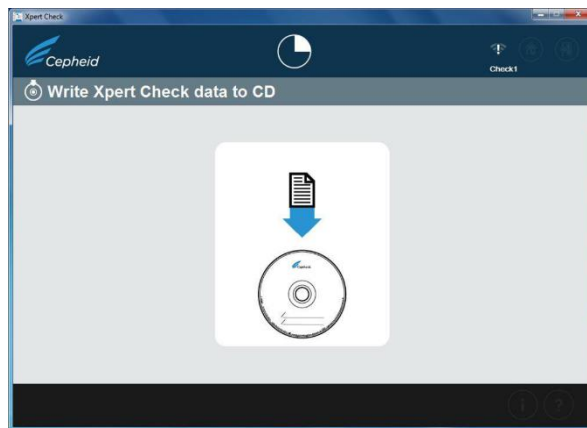 Xpert Check
Cepheid
Check1
Write Xpert Check data to CD
Cepheid